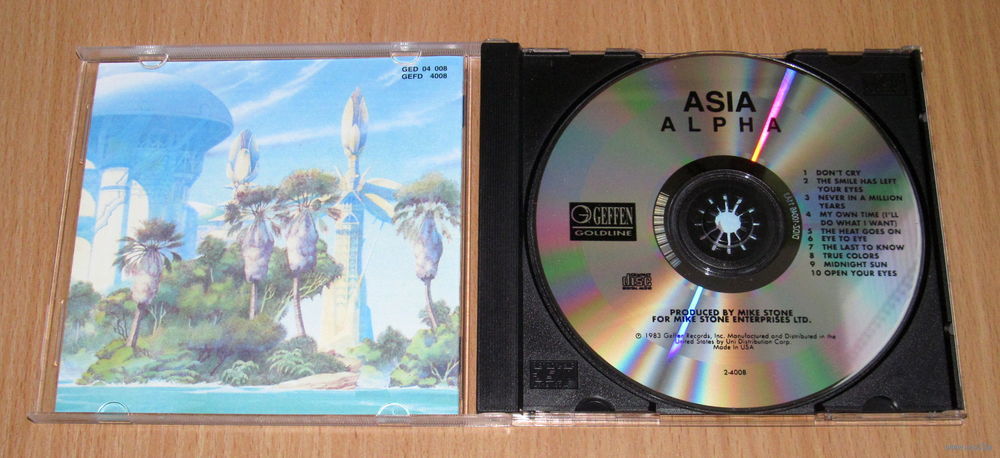 GED 04 008
GEFD 4008
ASIA
ALPHA
1 DON'T CRY
2 THE SMILE HAS LEFT
YOUR EYES
3 NEVER IN A MILLION
YEARS
4 MY OWN TIME (I'LL
DO WHAT I WANT)
5 THE HEAT GOES ON
6 EYE TO EYE
7 THE LAST TO KNOW
8 TRUE COLORS
9 MIDNIGHT SUN
10 OPEN YOUR EYES
G GEFFEN
GOLDLINE
COMPACT
disc
DIGITAL AUDIO
PRODUCED BY MIKE STONE
FOR MIKE STONE ENTERPRISES LTD.
℗ 1983 Geffen Records, Inc. Manufactured and Distributed in the
United States by Uni Distribution Corp.
Made in USA
2-4008